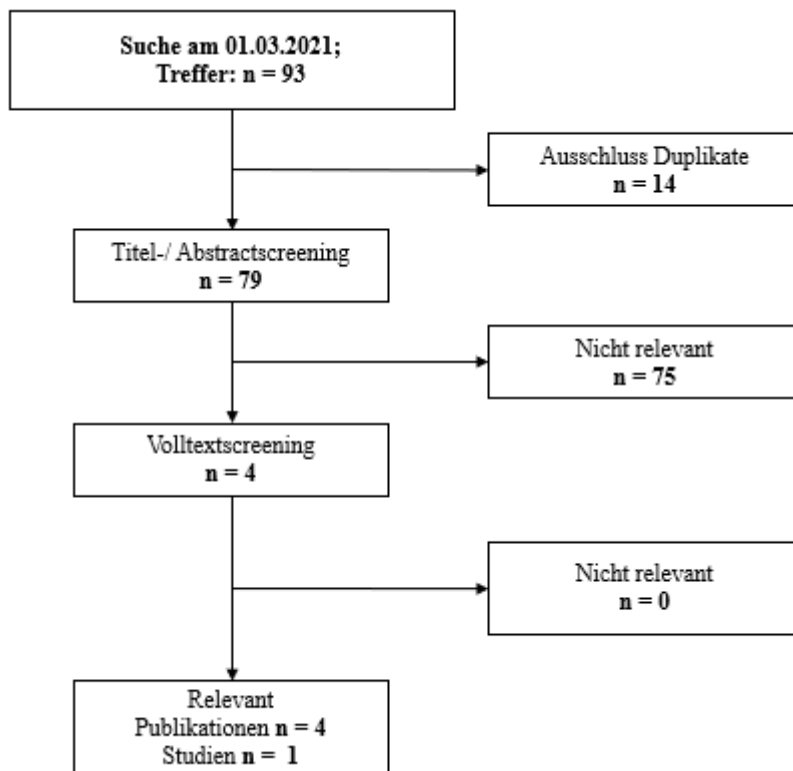 Suche am 01.03.2021;
Treffer: n = 93
Ausschluss Duplikate
n = 14
Titel-/ Abstractscreening
n = 79
Nicht relevant
n = 75
Volltextscreening
n = 4
Nicht relevant
n = 0
Relevant
Publikationen n = 4
Studien n = 1